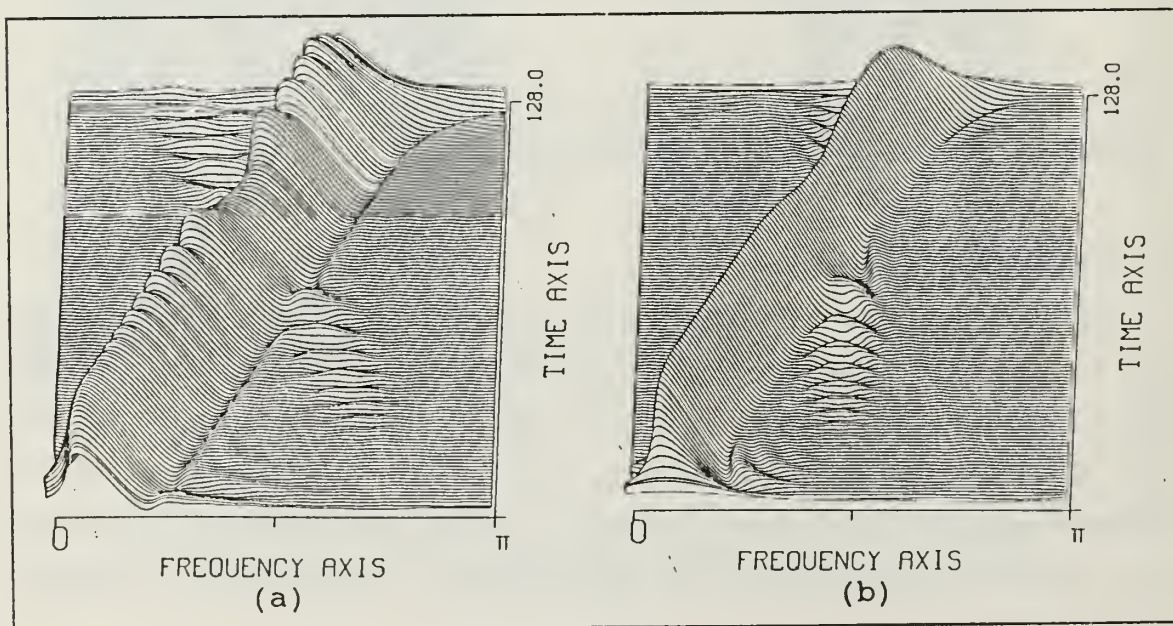 128.0
TIME AXIS
0
π
FREQUENCY AXIS
(a)
128.0
TIME AXIS
0
π
FREQUENCY AXIS
(b)